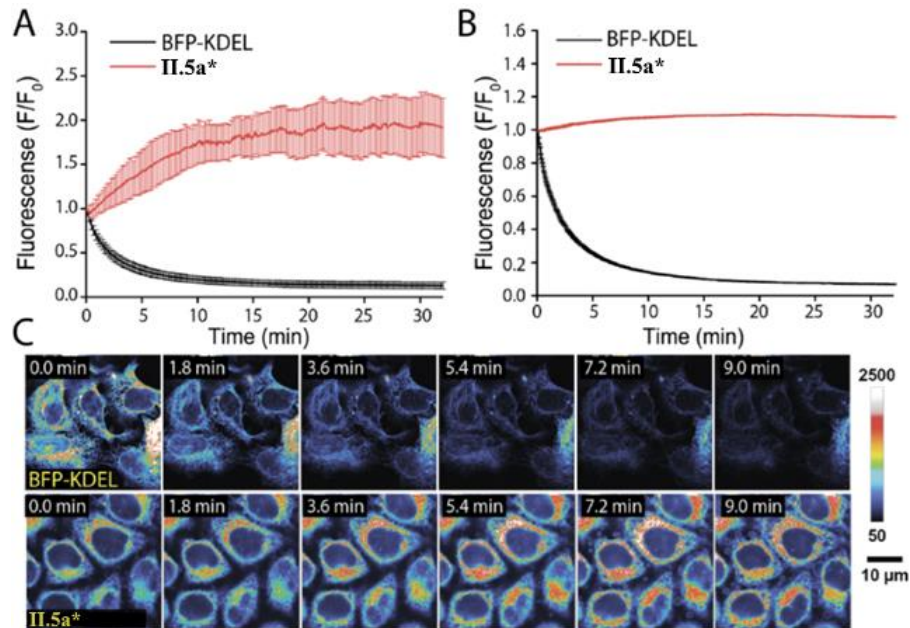 A
BFP-KDEL
II.5a*
Fluorescense (F/F0)
3.0
2.5
2.0
1.5
1.0
0.5
0.0
0 5 10 15 20 25 30
Time (min)
B
BFP-KDEL
II.5a*
Fluorescense (F/F0)
1.6
1.4
1.2
1.0
0.8
0.6
0.4
0.2
0.0
0 5 10 15 20 25 30
Time (min)
C
0.0 min 1.8 min 3.6 min 5.4 min 7.2 min 9.0 min
BFP-KDEL
0.0 min 1.8 min 3.6 min 5.4 min 7.2 min 9.0 min
II.5a*
2500
50
10 µm